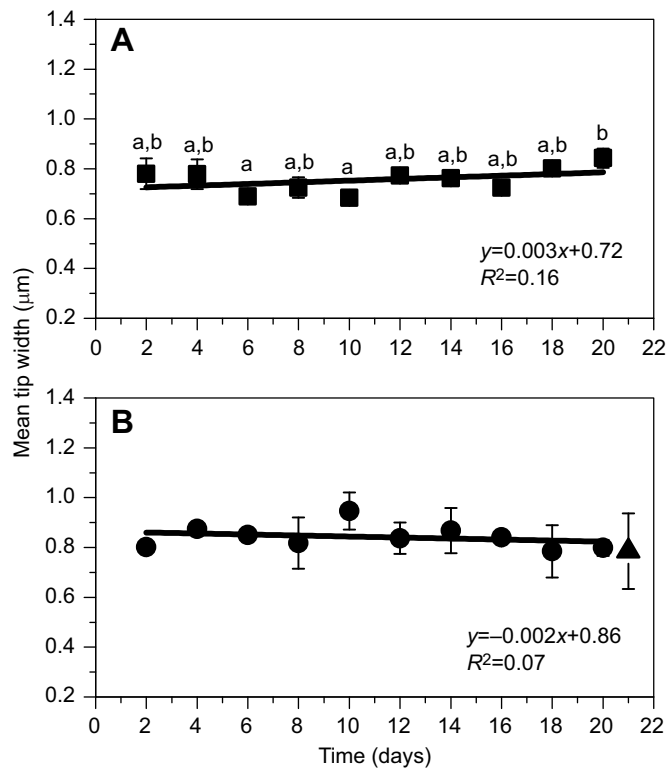 1.4
A
1.2
1.0
a,b a,b a a,b a a,b a,b a,b a,b b
0.8
0.6
y=0.003x+0.72
0.4
R²=0.16
0.2
0 2 4 6 8 10 12 14 16 18 20 22
Mean tip width (μm)
1.4
B
1.2
1.0
0.8
0.6
y=–0.002x+0.86
0.4
R²=0.07
0.2
0 2 4 6 8 10 12 14 16 18 20 22
Time (days)